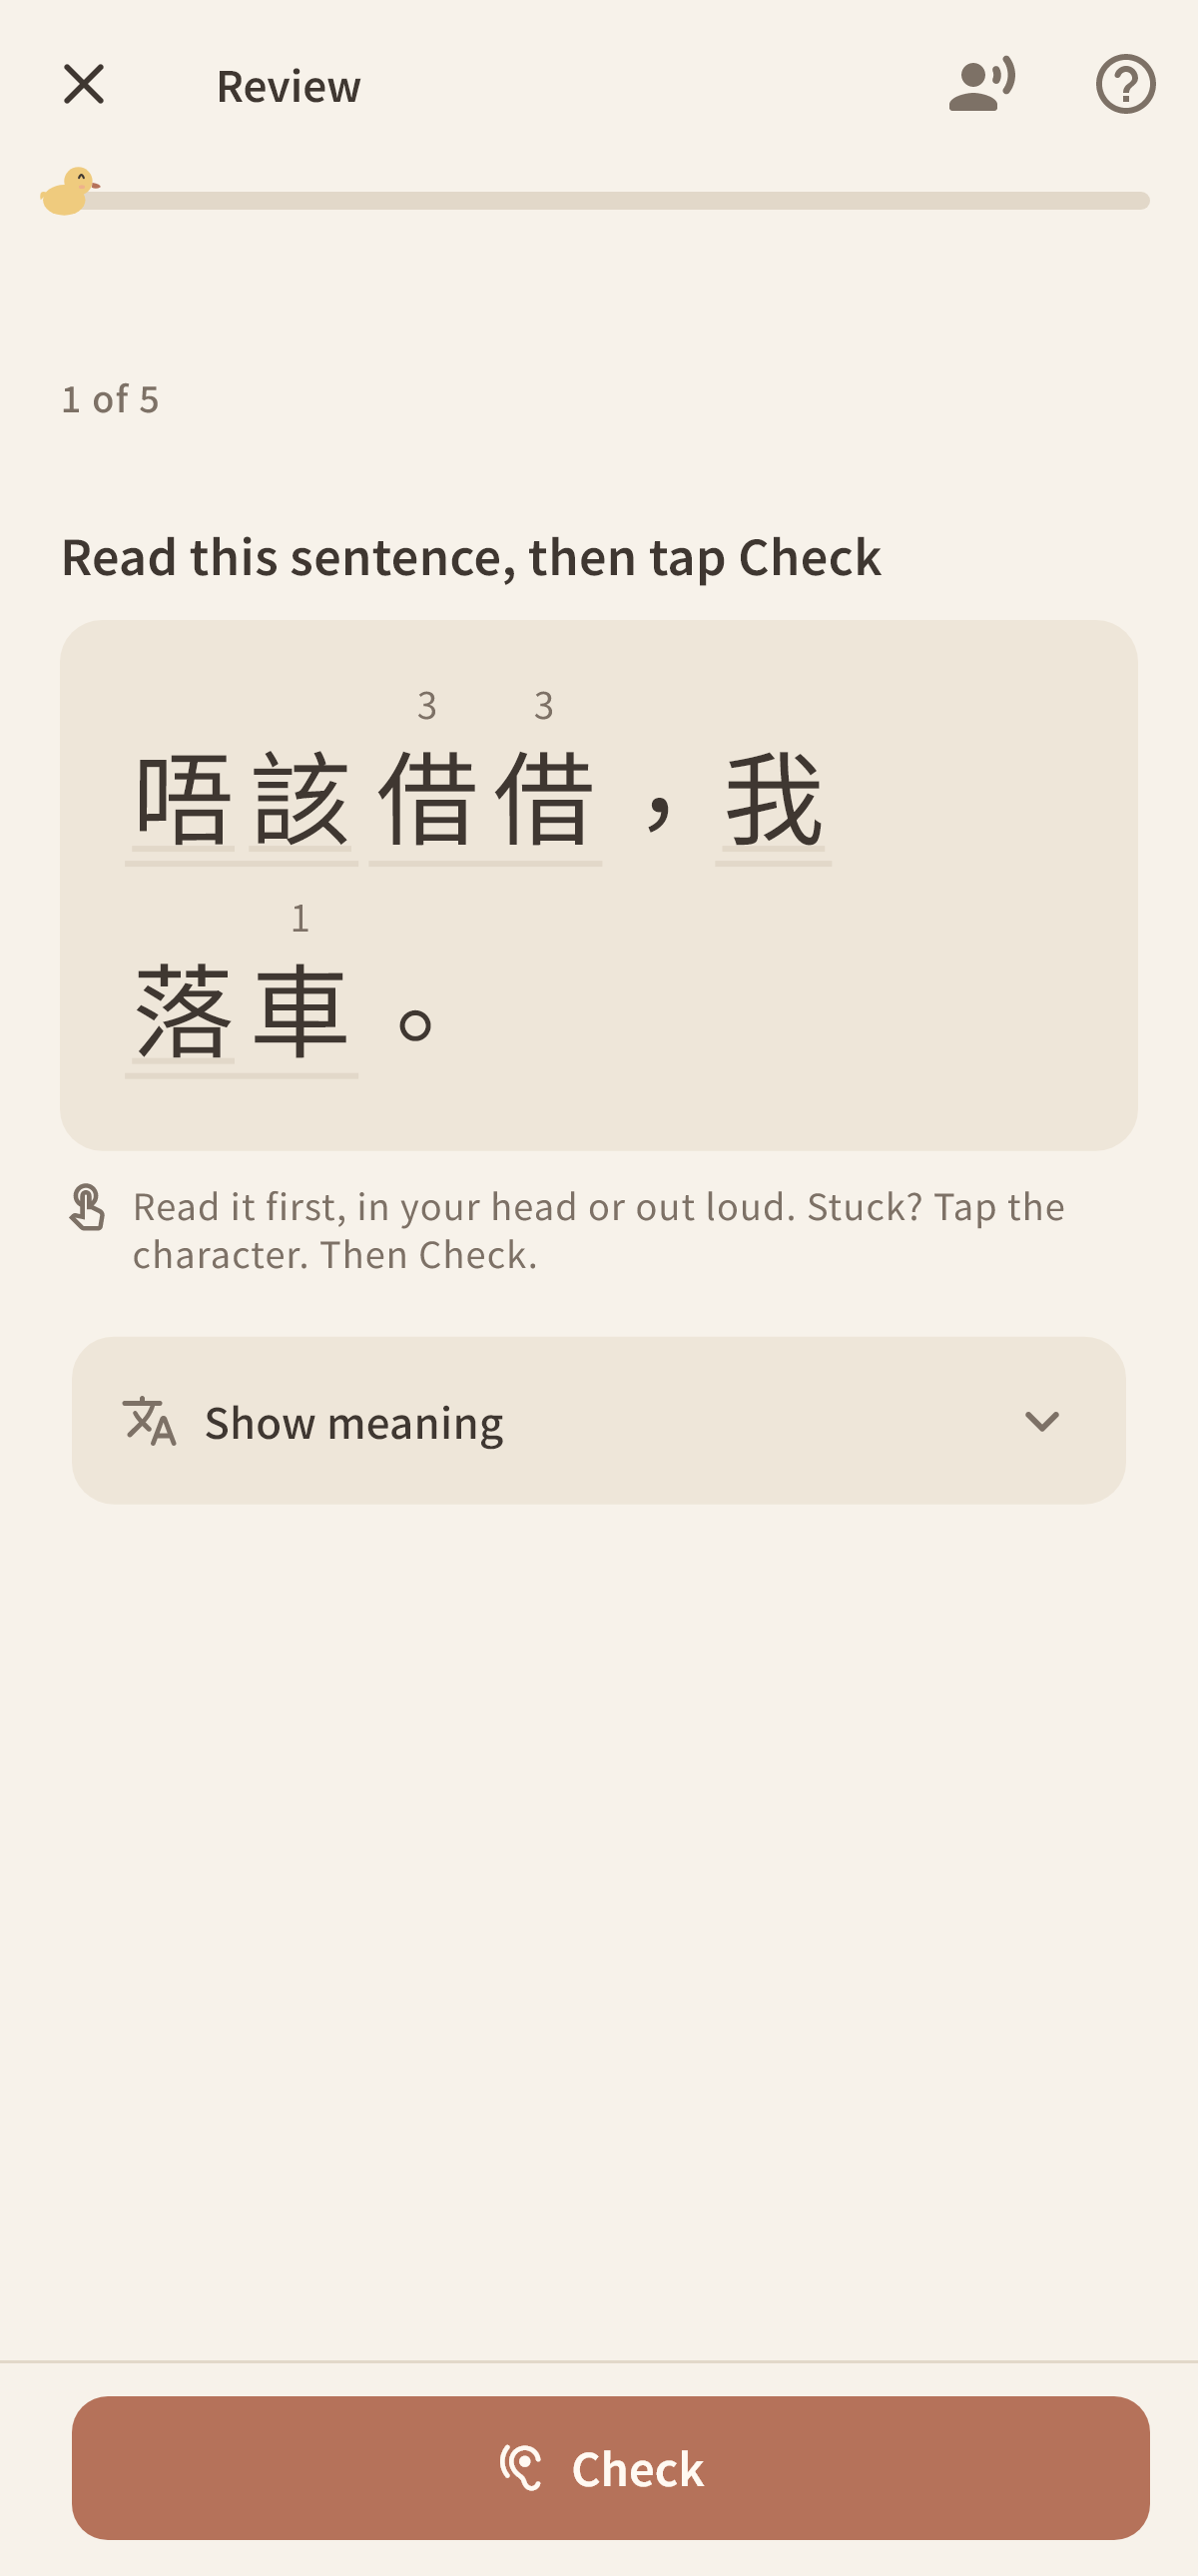 Review
1 of 5
Read this sentence, then tap Check
3 3
唔該借借，我
1
落車。
Read it first, in your head or out loud. Stuck? Tap the
character. Then Check.
Show meaning
Check